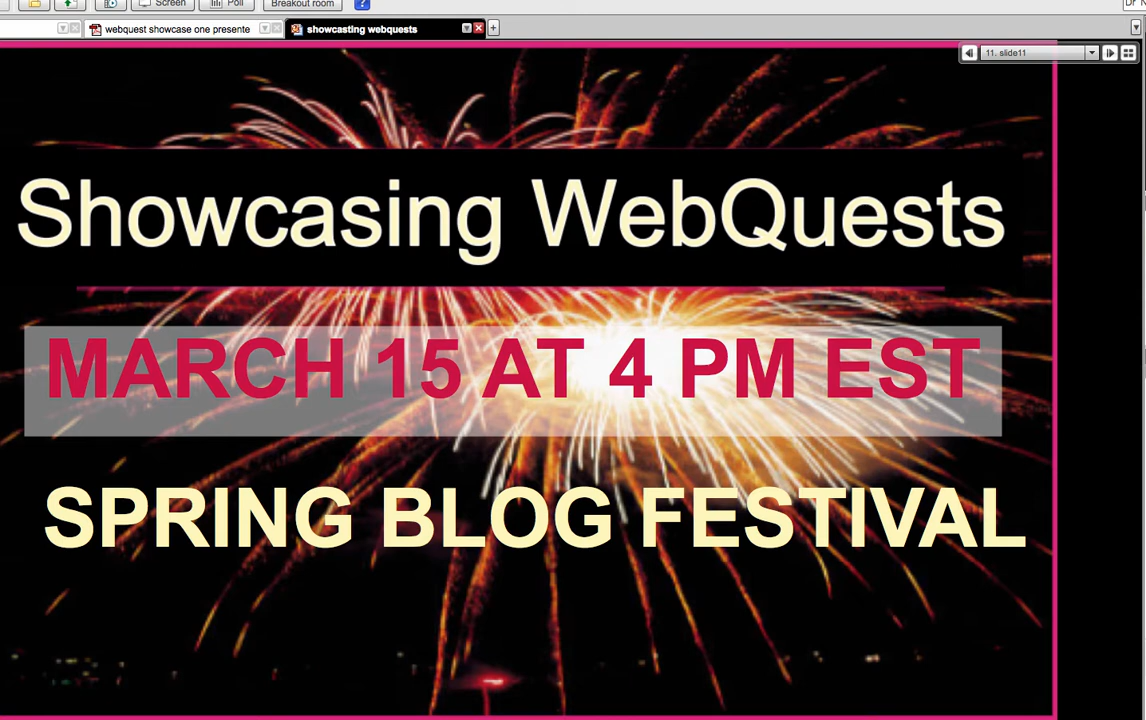 Screen Poll Breakout room ?
webquest showcase one presente showcasing webquests
11. slide11
Showcasing WebQuests
MARCH 15 AT 4 PM EST
SPRING BLOG FESTIVAL